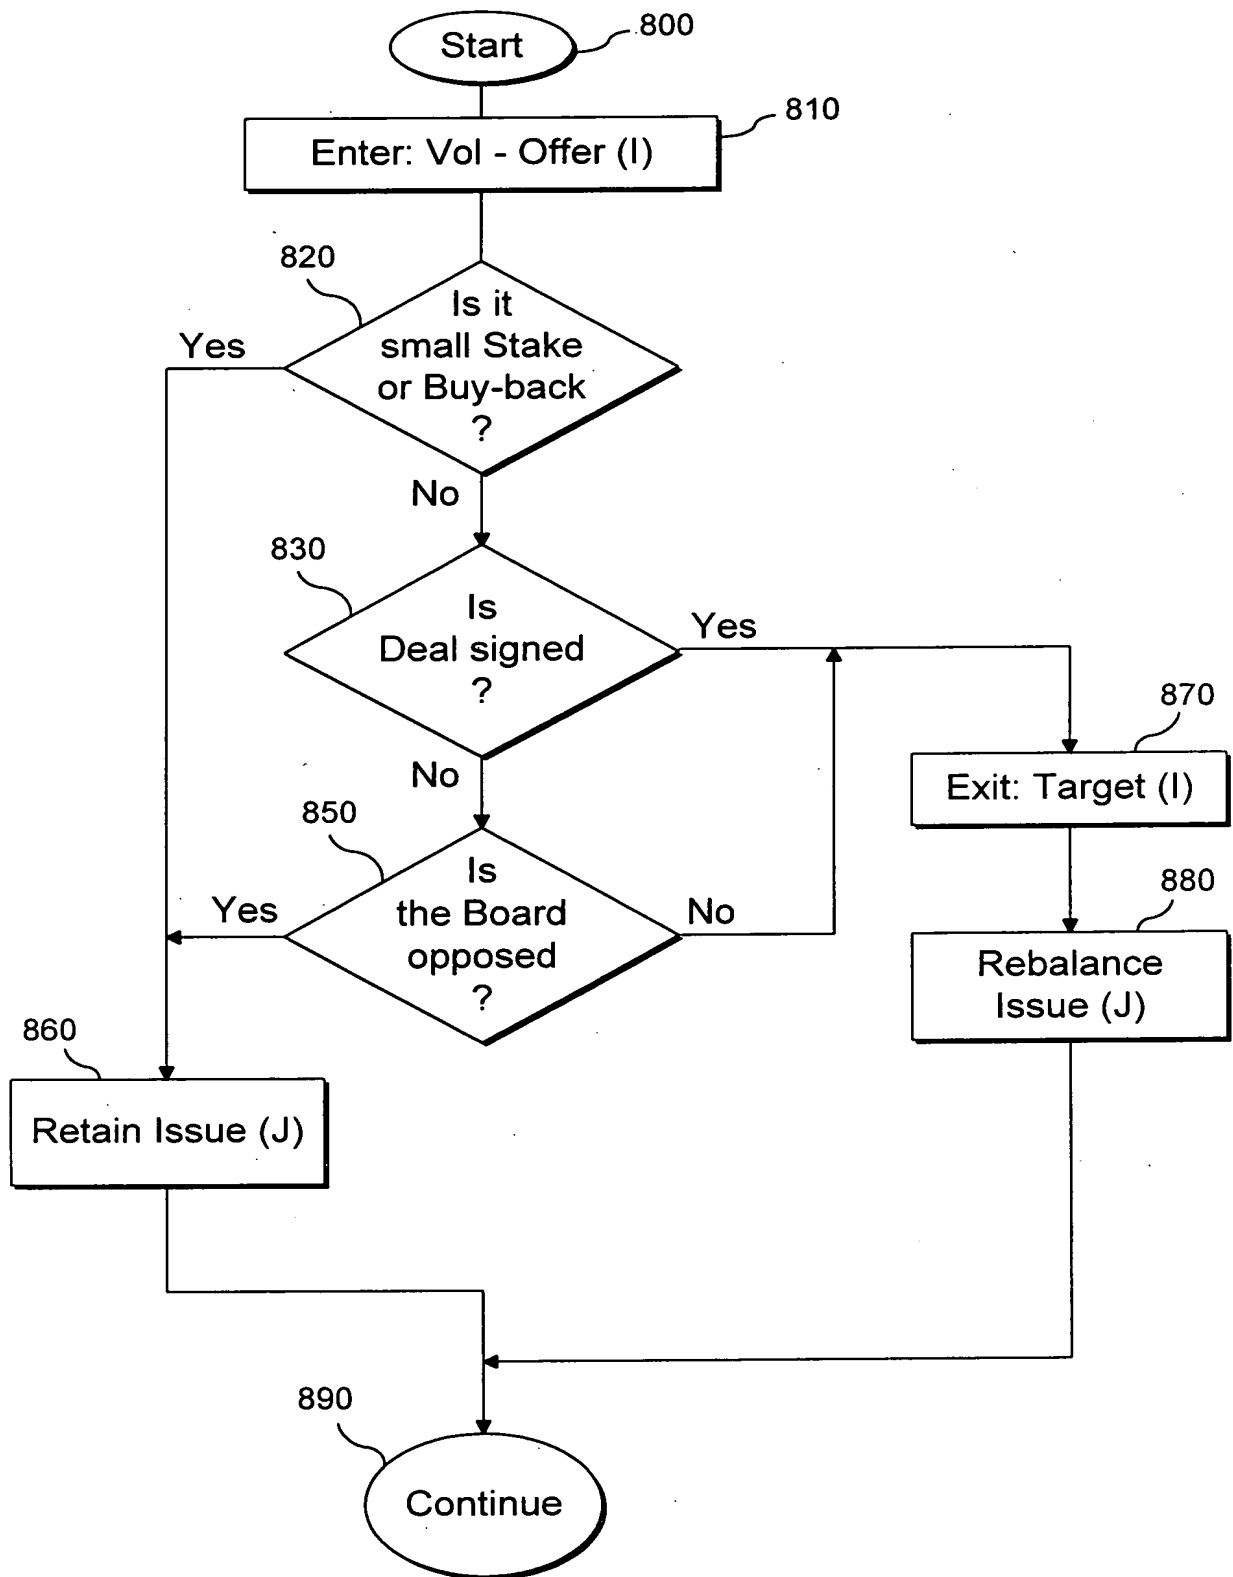 Start
800
810
Enter: Vol - Offer (I)
820
Is it
small Stake
or Buy-back
?
Yes
No
830
Is
Deal signed
?
Yes
No
850
Is
the Board
opposed
?
Yes
No
870
Exit: Target (I)
880
Rebalance
Issue (J)
860
Retain Issue (J)
890
Continue